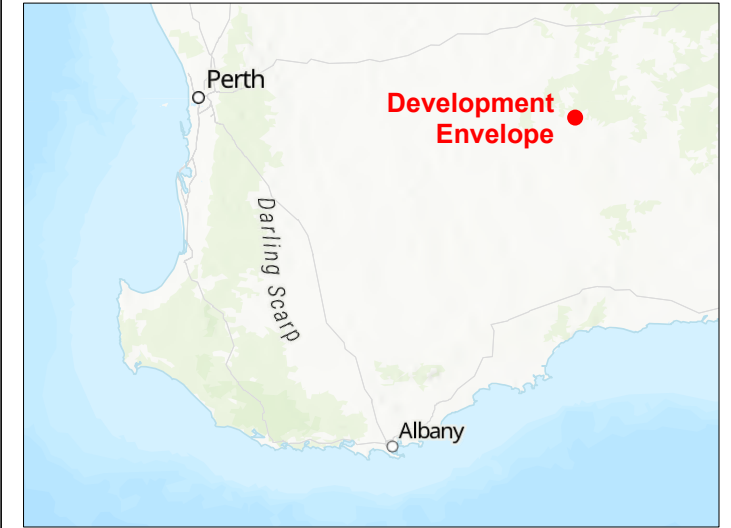 Perth
Development
Envelope
Darling Scarp
Albany